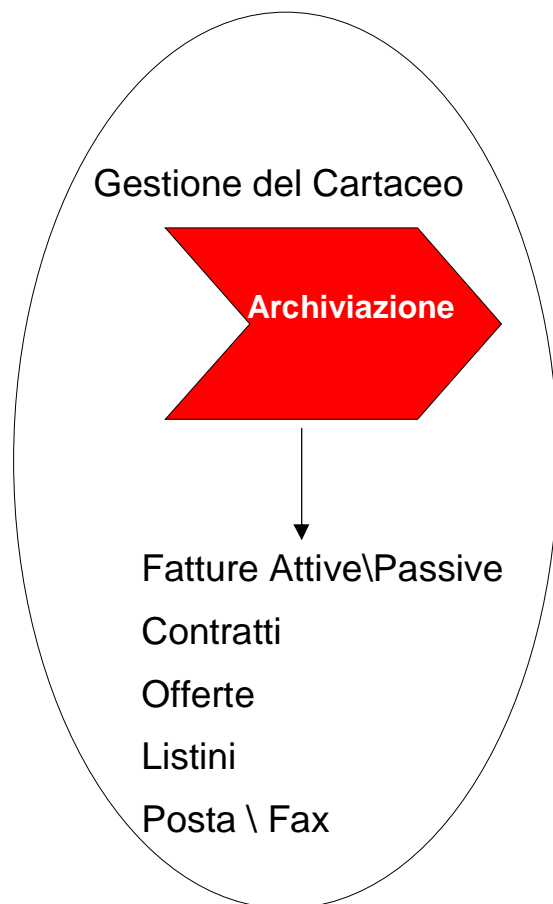 Gestione del Cartaceo
Archiviazione
Fatture Attive\Passive
Contratti
Offerte
Listini
Posta \ Fax